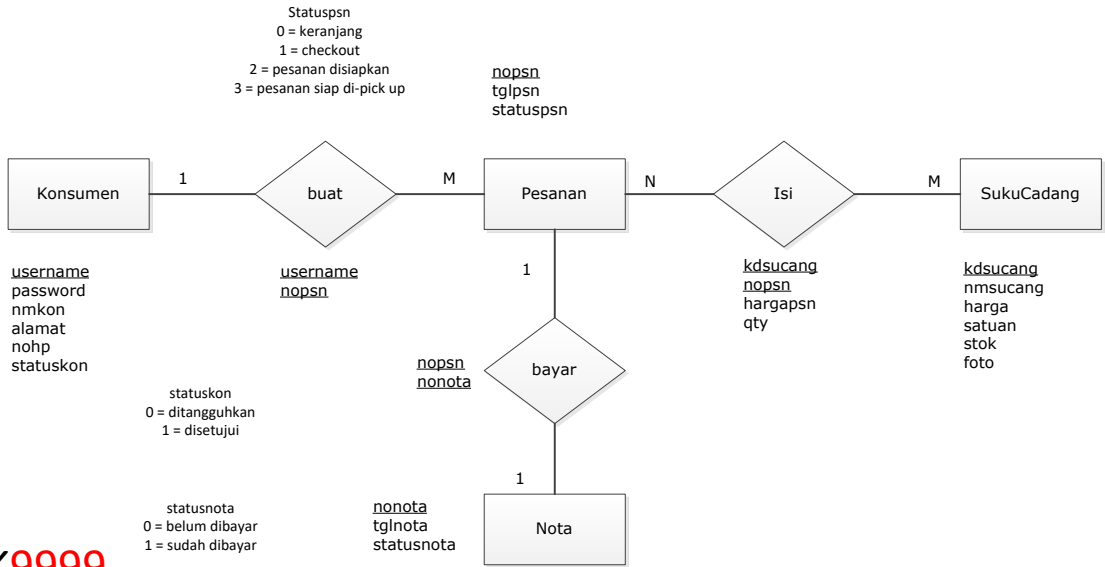 Statuspsn
0 = keranjang
1 = checkout
2 = pesanan disiapkan
3 = pesanan siap di-pick up
nopsn
tglpsn
statuspsn
Konsumen
1
buat
M
Pesanan
N
Isi
M
SukuCadang
username
password
nmkon
alamat
nohp
statuskon
username
nopsn
1
kdsucang
nopsn
hargapsn
qty
kdsucang
nmsucang
harga
satuan
stok
foto
nopsn
nonota
bayar
statuskon
0 = ditangguhkan
1 = disetujui
1
statusnota
0 = belum dibayar
1 = sudah dibayar
nonota
tglnota
statusnota
Nota